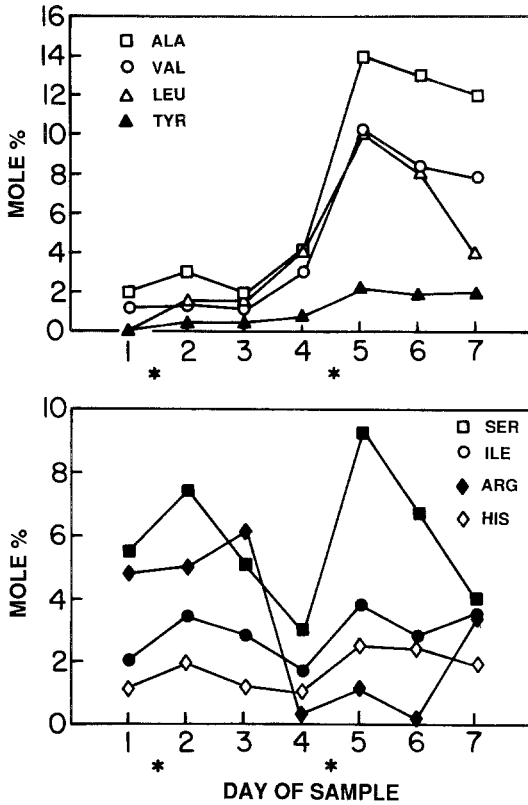 16
14
12
10
8
6
4
2
0
MOLE %
ALA
VAL
LEU
TYR
1 2 3 4 5 6 7
* *
10
8
6
4
2
0
MOLE %
SER
ILE
ARG
HIS
1 2 3 4 5 6 7
* *
DAY OF SAMPLE